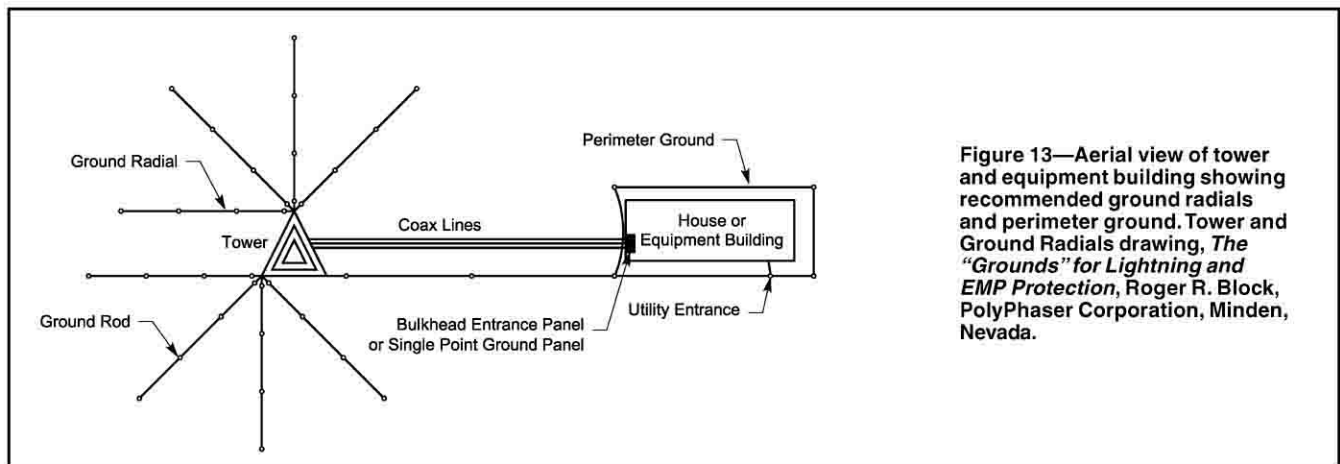 Ground Radial
Tower
Ground Rod
Coax Lines
Bulkhead Entrance Panel
or Single Point Ground Panel
Perimeter Ground
House or
Equipment Building
Utility Entrance
Figure 13—Aerial view of tower
and equipment building showing
recommended ground radials
and perimeter ground. Tower and
Ground Radials drawing, The
“Grounds” for Lightning and
EMP Protection, Roger R. Block,
PolyPhaser Corporation, Minden,
Nevada.